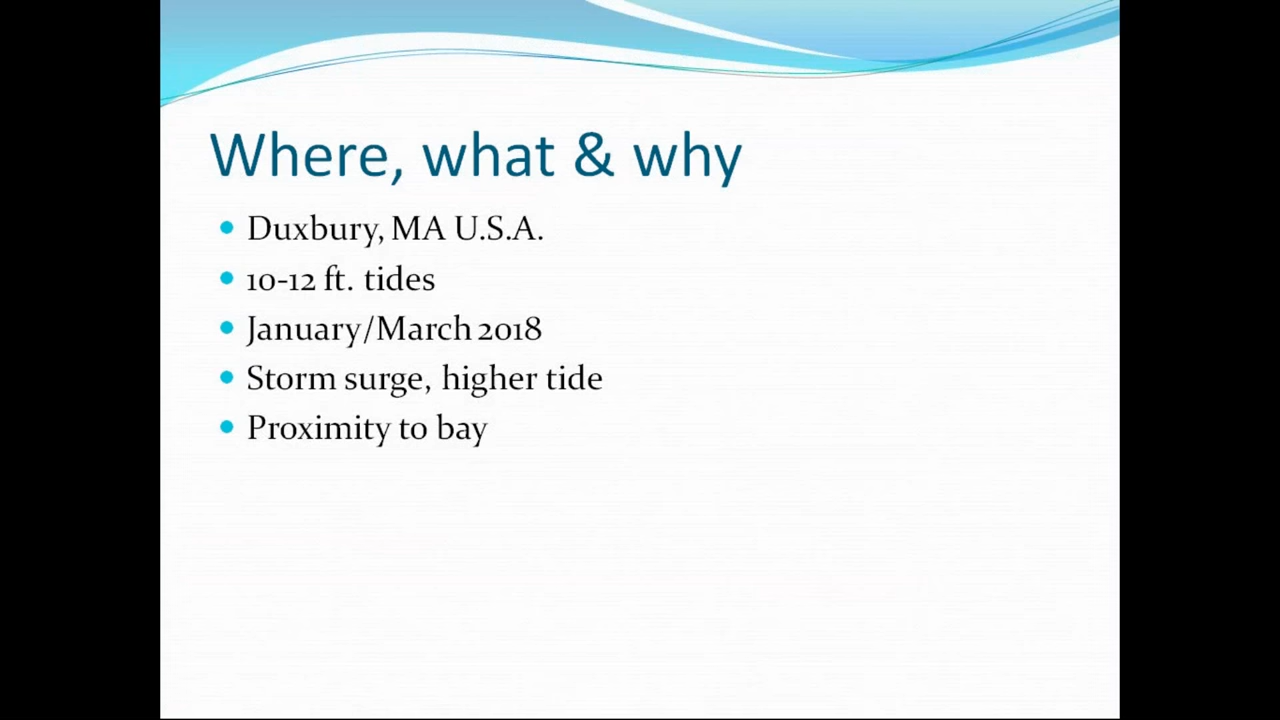 Where, what & why
Duxbury, MA U.S.A.
10-12 ft. tides
January/March 2018
Storm surge, higher tide
Proximity to bay